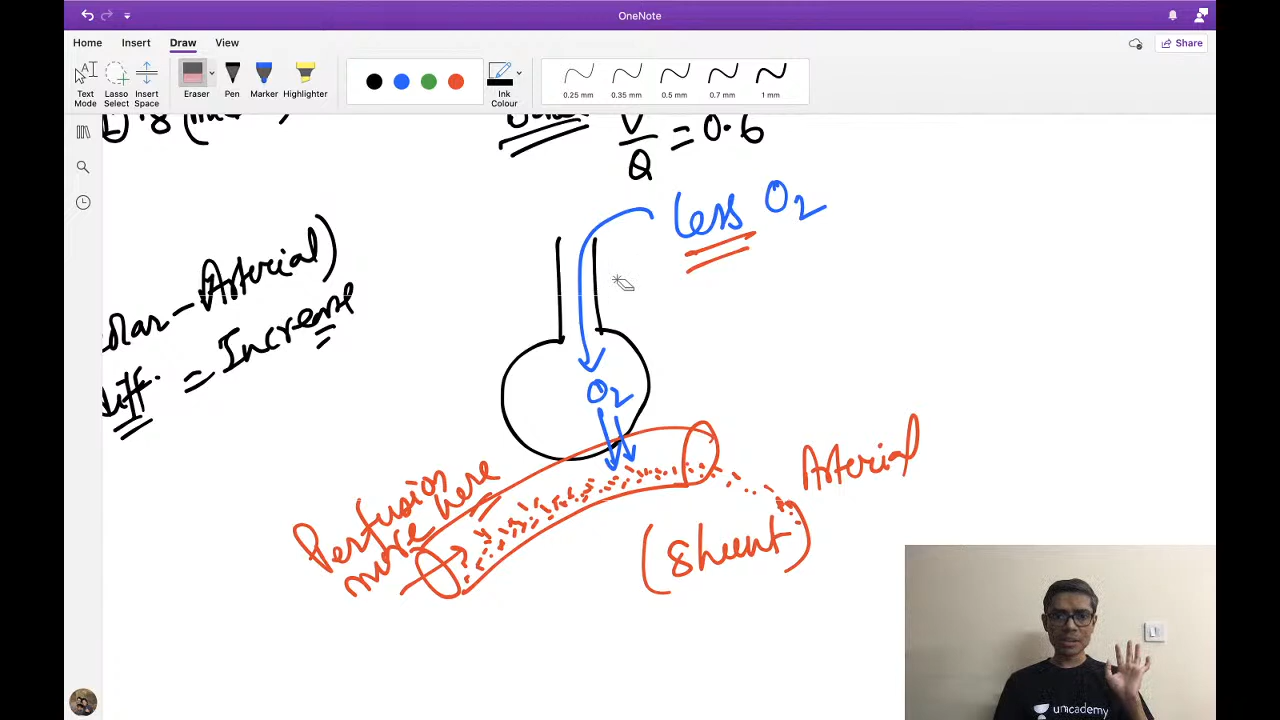 OneNote
Home Insert Draw View
Share
Text Mode
Lasso Select
Insert Space
Eraser
Pen
Marker
Highlighter
Ink Colour
0.25 mm
0.35 mm
0.5 mm
0.7 mm
1 mm
V/Q = 0.6
less O2
- Arterial)
diff. = Increase
O2
Perfusion
more here
Arterial
(Shunt)
unacademy